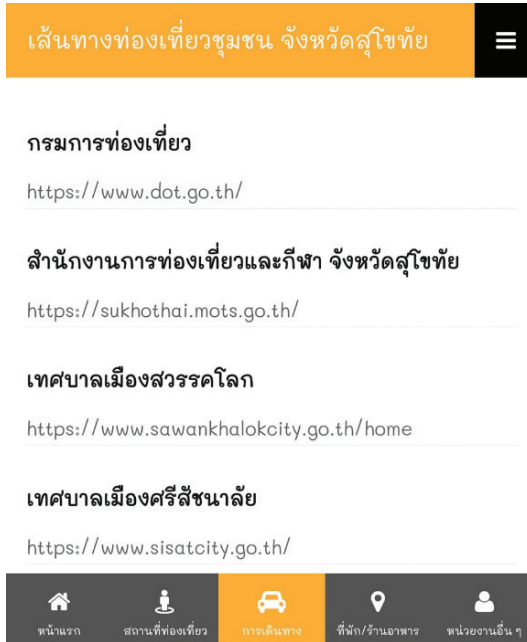 เส้นทางท่องเที่ยวชุมชน จังหวัดสุโขทัย
กรมการท่องเที่ยว
https://www.dot.go.th/
สำนักงานการท่องเที่ยวและกีฬา จังหวัดสุโขทัย
https://sukhothai.mots.go.th/
เทศบาลเมืองสวรรคโลก
https://www.sawankhalokcity.go.th/home
เทศบาลเมืองศรีสัชนาลัย
https://www.sisatcity.go.th/
หน้าแรก สถานที่ท่องเที่ยว การเดินทาง ที่พัก/ร้านอาหาร หน่วยงานอื่น ๆ